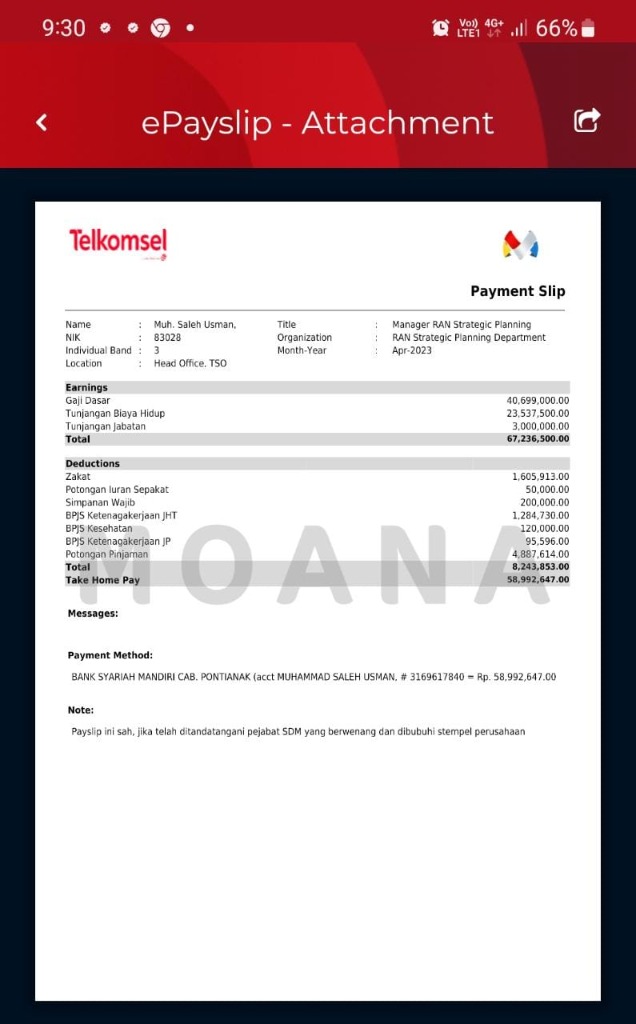 9:30
Vo)) 4G+
LTE1
66%
ePayslip - Attachment
Telkomsel
Payment Slip
Name : Muh. Saleh Usman, Title : Manager RAN Strategic Planning
NIK : 83028 Organization : RAN Strategic Planning Department
Individual Band : 3 Month-Year : Apr-2023
Location : Head Office, TSO
Earnings
Gaji Dasar 40,699,000.00
Tunjangan Biaya Hidup 23,537,500.00
Tunjangan Jabatan 3,000,000.00
Total 67,236,500.00
Deductions
Zakat 1,605,913.00
Potongan Iuran Sepakat 50,000.00
Simpanan Wajib 200,000.00
BPJS Ketenagakerjaan JHT 1,284,730.00
BPJS Kesehatan 120,000.00
BPJS Ketenagakerjaan JP 95,596.00
Potongan Pinjaman 4,887,614.00
Total 8,243,853.00
Take Home Pay 58,992,647.00
MOANA
Messages:
Payment Method:
BANK SYARIAH MANDIRI CAB. PONTIANAK (acct MUHAMMAD SALEH USMAN, # 3169617840 = Rp. 58,992,647.00
Note:
Payslip ini sah, jika telah ditandatangani pejabat SDM yang berwenang dan dibubuhi stempel perusahaan